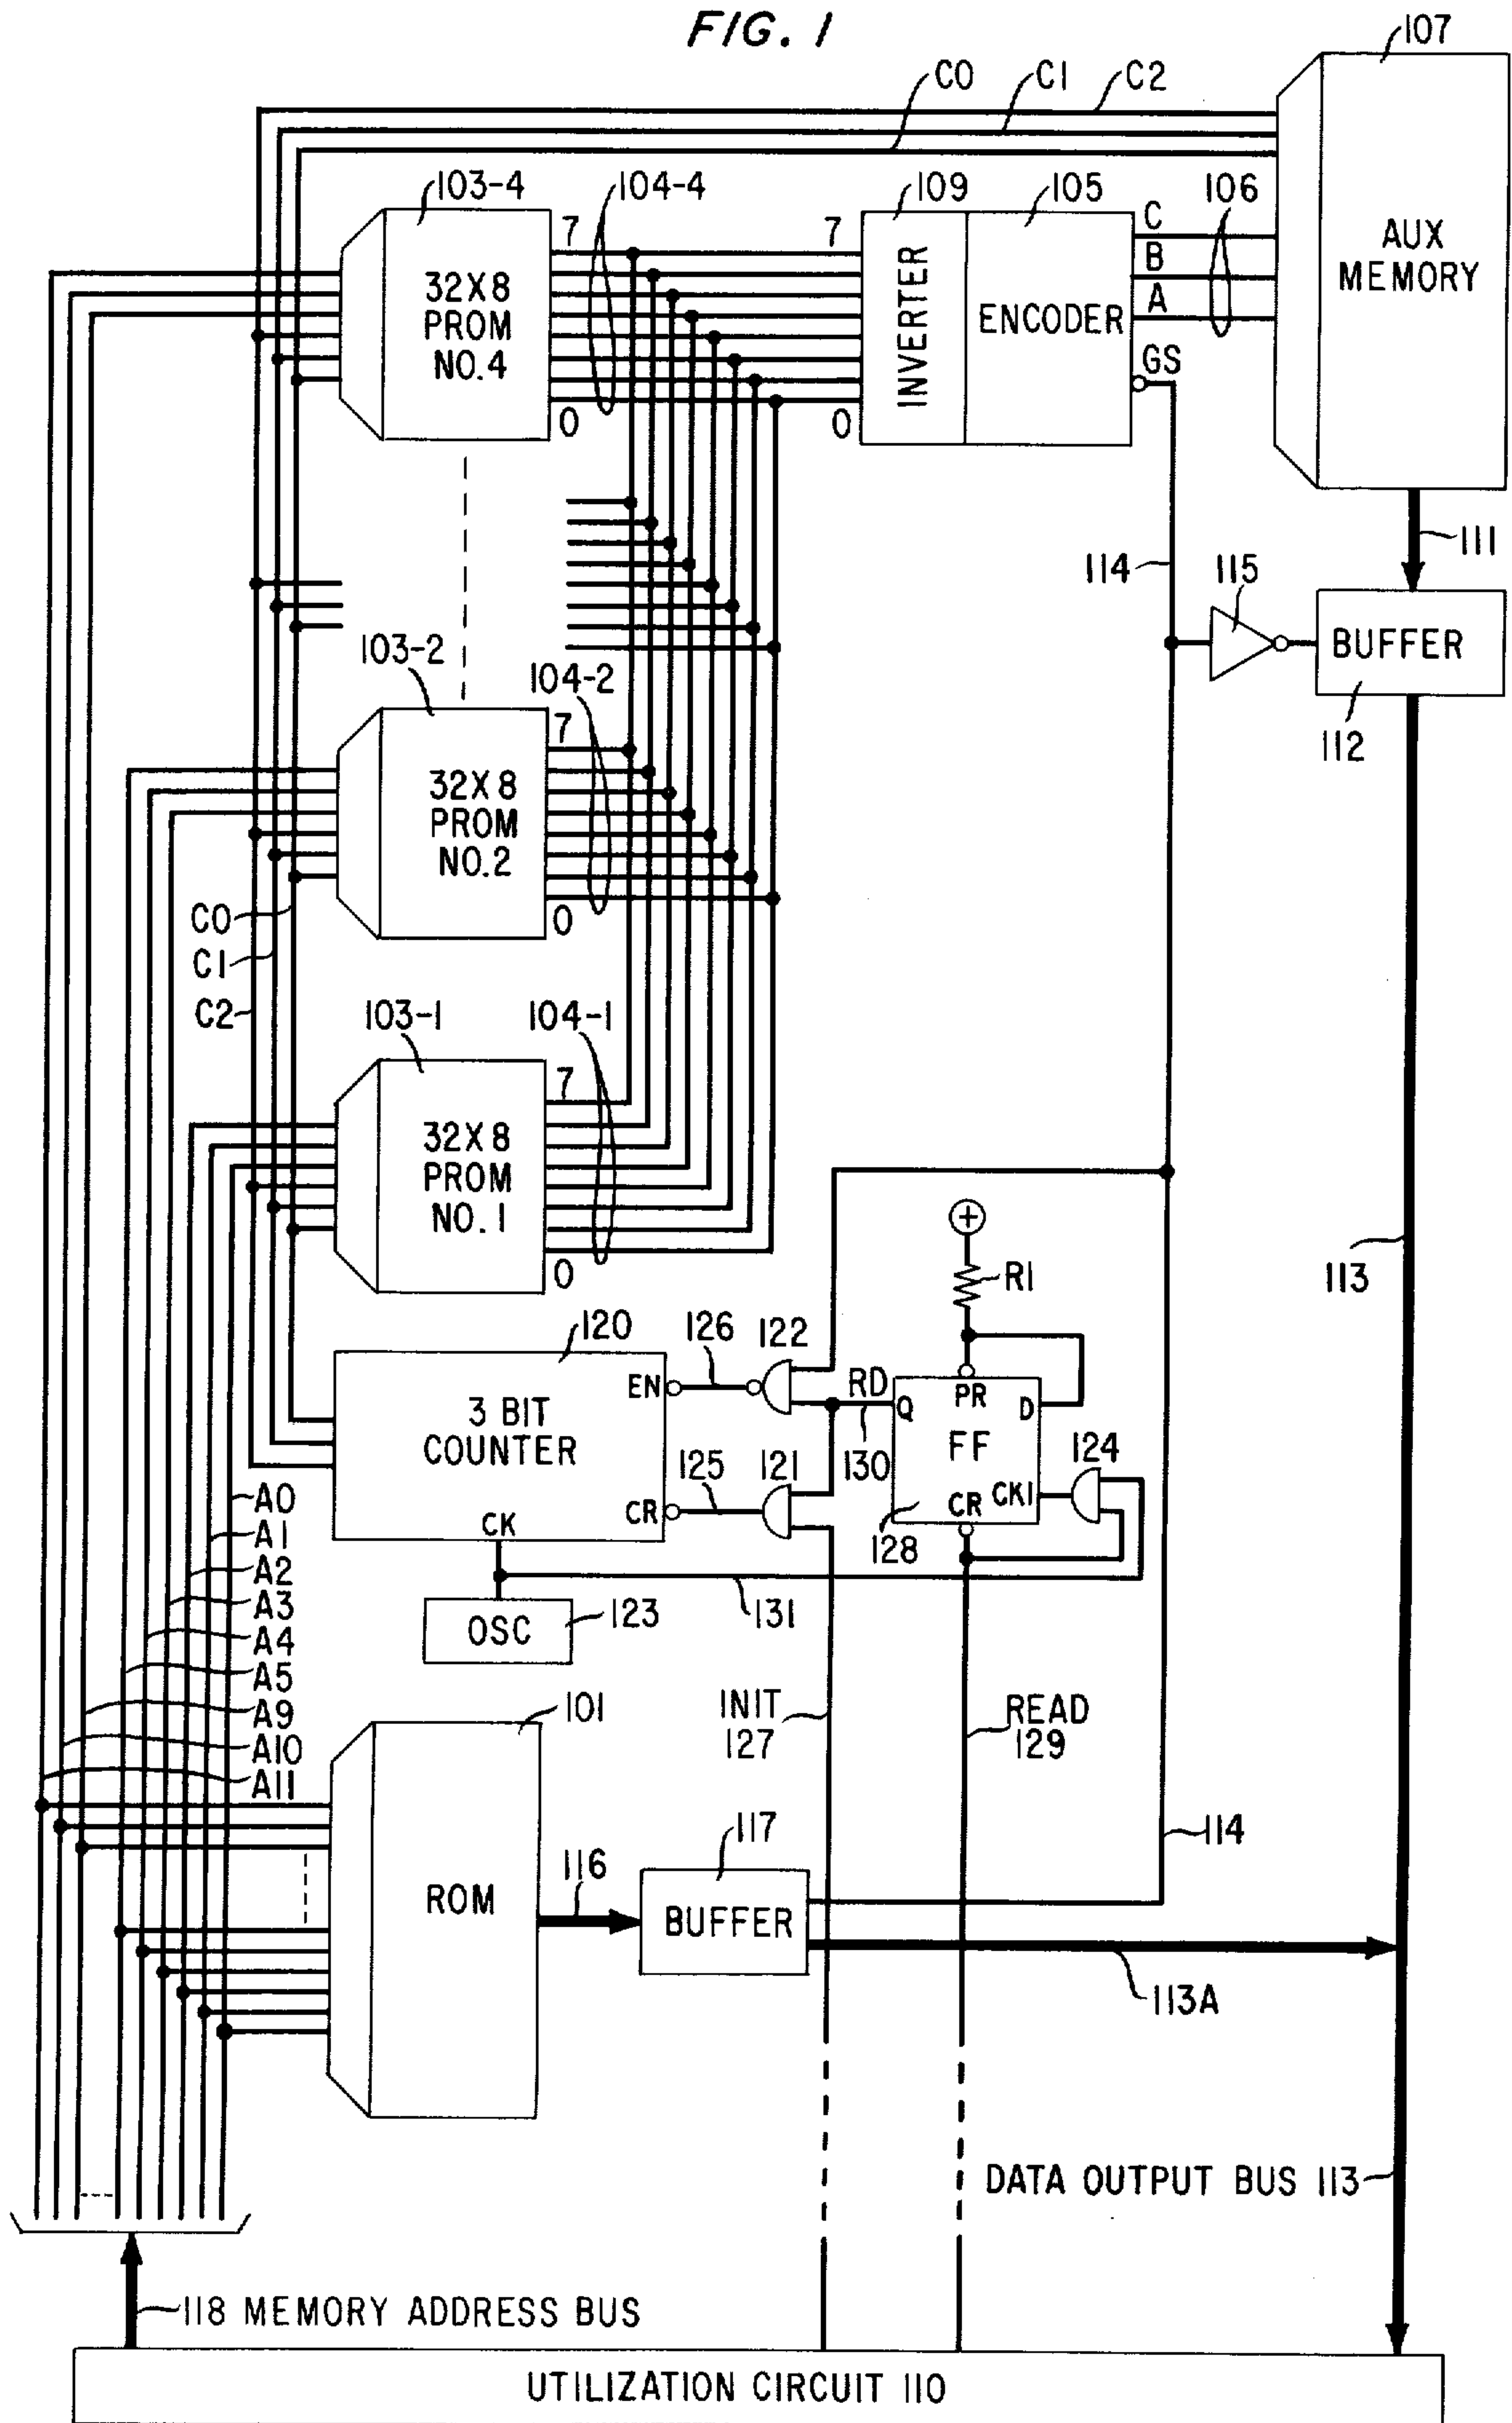 FIG. 1
107
C0 C1 C2
103-4 104-4 109 105 106
7 7 C
B
A
GS
32X8
PROM
NO.4
INVERTER
ENCODER
AUX
MEMORY
0 0
111
114 115
BUFFER
112
103-2 104-2
7
32X8
PROM
NO.2
0
C0
C1
C2
103-1 104-1
7
32X8
PROM
NO.1
0
113
R1
120 126 122
EN
RD
130
Q PR D
FF
CR CK1
128
124
3 BIT
COUNTER
125 121
CR
CK
131
OSC
123
A0
A1
A2
A3
A4
A5
A9
A10
A11
101
INIT
127
READ
129
114
117
116
ROM
BUFFER
113A
DATA OUTPUT BUS 113
118 MEMORY ADDRESS BUS
UTILIZATION CIRCUIT 110